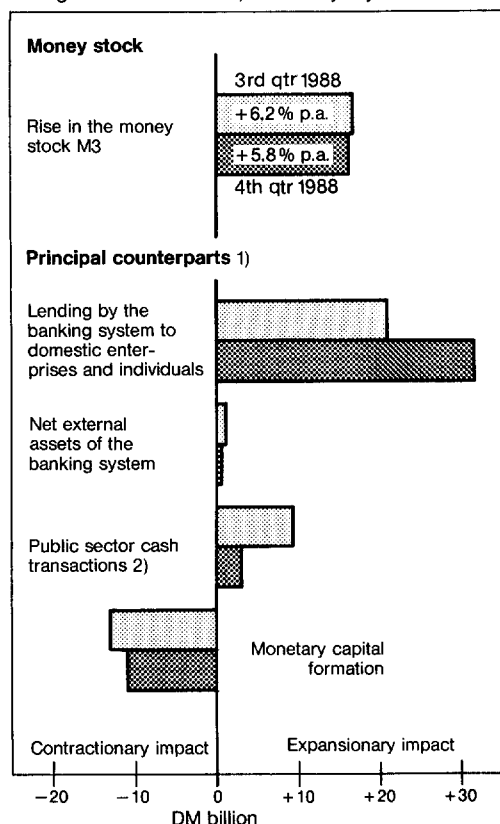 Money stock
3rd qtr 1988
+6.2% p.a.
Rise in the money
stock M3
+5.8% p.a.
4th qtr 1988
Principal counterparts 1)
Lending by the
banking system to
domestic enter-
prises and individuals
Net external
assets of the
banking system
Public sector cash
transactions 2)
Monetary capital
formation
Contractionary impact
Expansionary impact
−20 −10 0 +10 +20 +30
DM billion